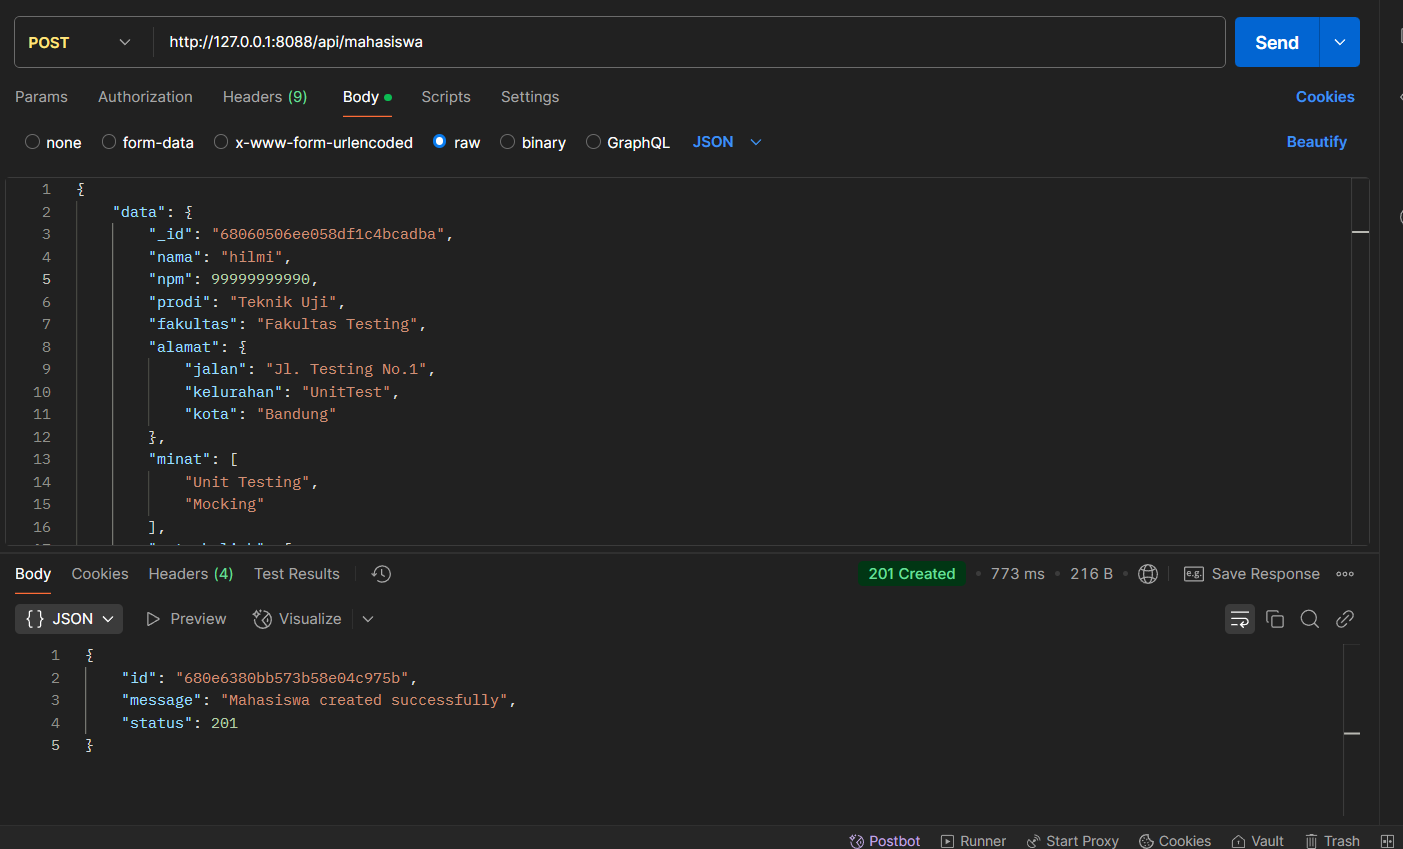 POST http://127.0.0.1:8088/api/mahasiswa Send
Params Authorization Headers (9) Body Scripts Settings Cookies
none form-data x-www-form-urlencoded raw binary GraphQL JSON Beautify
1 {
2 "data": {
3 "_id": "68060506ee058df1c4bcadba",
4 "nama": "hilmi",
5 "npm": 99999999990,
6 "prodi": "Teknik Uji",
7 "fakultas": "Fakultas Testing",
8 "alamat": {
9 "jalan": "Jl. Testing No.1",
10 "kelurahan": "UnitTest",
11 "kota": "Bandung"
12 },
13 "minat": [
14 "Unit Testing",
15 "Mocking"
16 ],
Body Cookies Headers (4) Test Results 201 Created • 773 ms • 216 B • e.g. Save Response
{} JSON Preview Visualize
1 {
2 "id": "680e6380bb573b58e04c975b",
3 "message": "Mahasiswa created successfully",
4 "status": 201
5 }
Postbot Runner Start Proxy Cookies Vault Trash